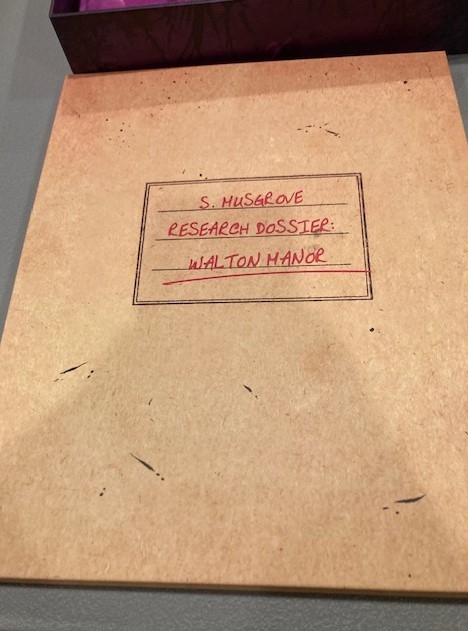 S. MUSGROVE
RESEARCH DOSSIER:
WALTON MANOR